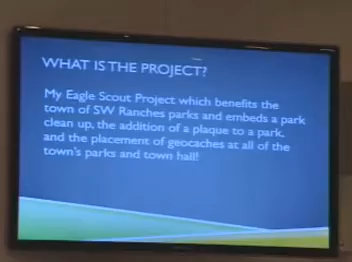 WHAT IS THE PROJECT?
My Eagle Scout Project which benefits the
town of SW Ranches parks and embeds a park
clean up, the addition of a plaque to a park,
and the placement of geocaches at all of the
town's parks and town hall!